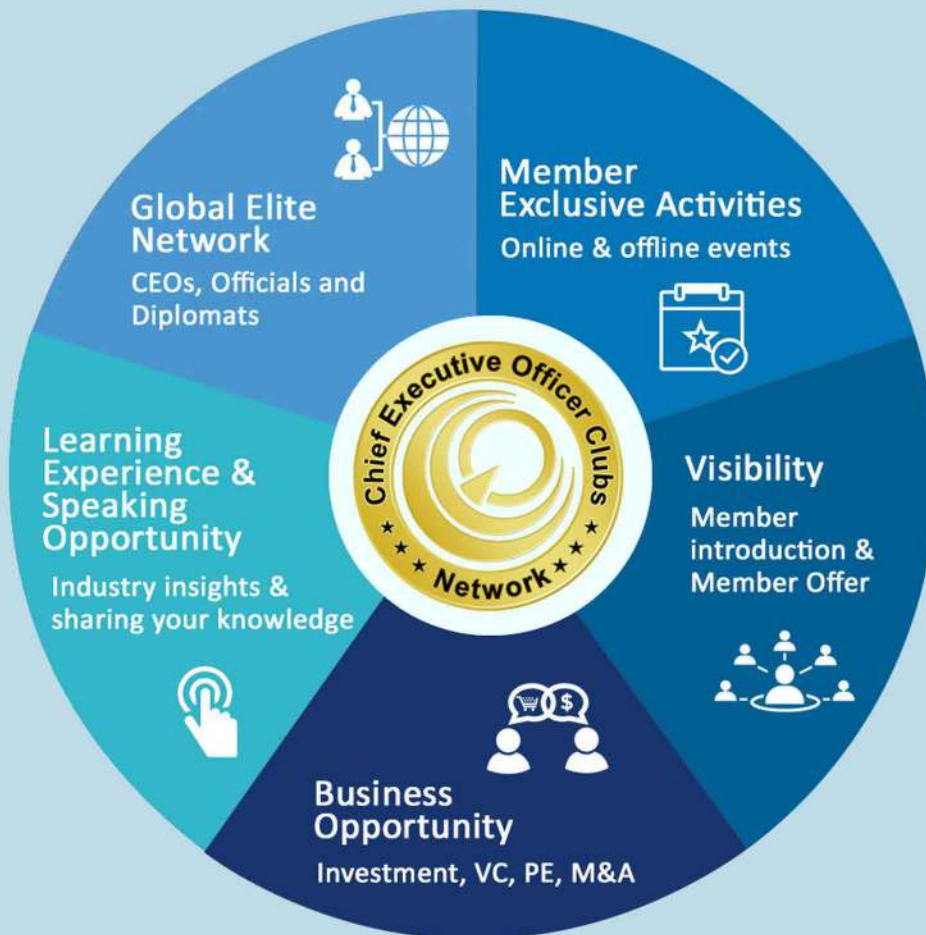 Global Elite
Network
CEOs, Officials and
Diplomats
Member
Exclusive Activities
Online & offline events
Chief Executive Officer Clubs
Network
Learning
Experience &
Speaking
Opportunity
Industry insights &
sharing your knowledge
Visibility
Member
introduction &
Member Offer
$
Business
Opportunity
Investment, VC, PE, M&A